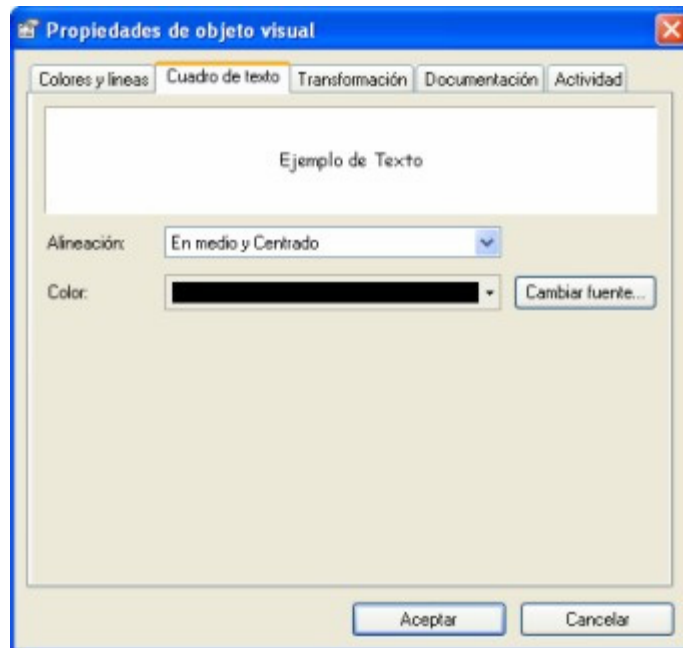 Propiedades de objeto visual
Colores y lineas Cuadro de texto Transformación Documentación Actividad
Ejemplo de Texto
Alineación: En medio y Centrado
Color: Cambiar fuente...
Aceptar Cancelar